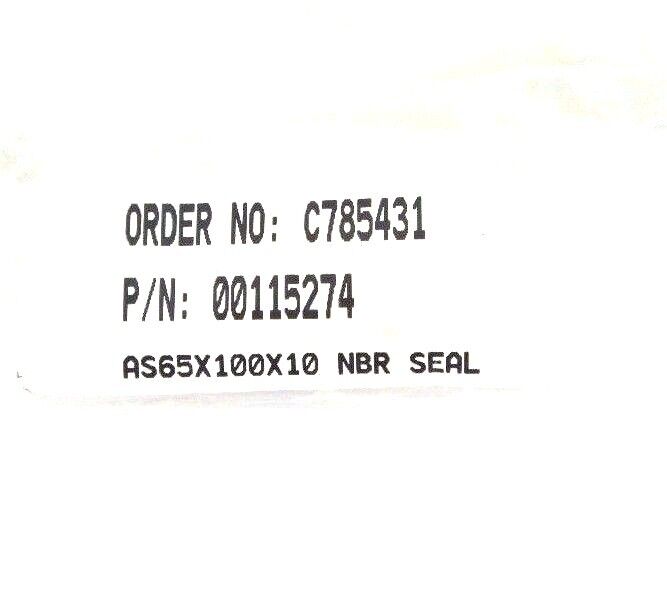 ORDER NO: C785431
P/N: 00115274
AS65X100X10 NBR SEAL